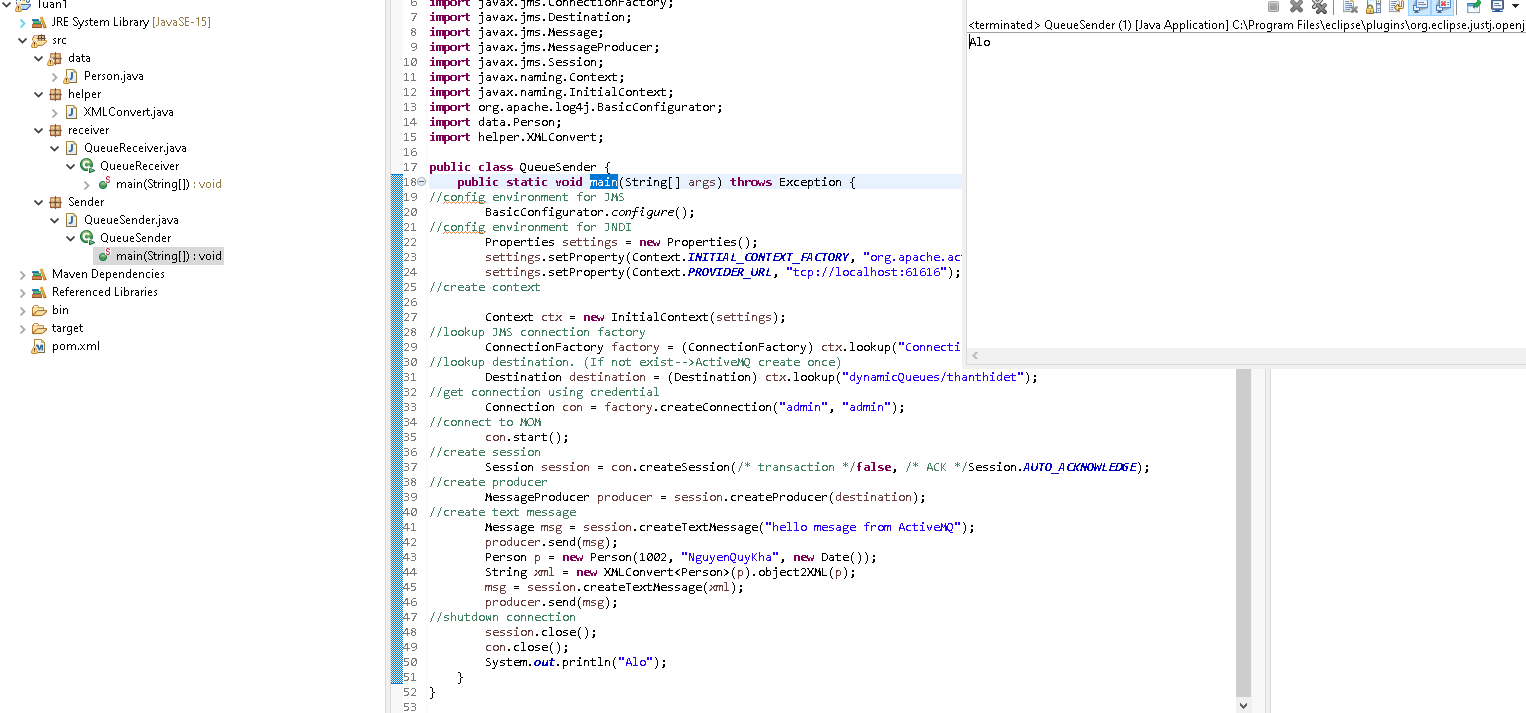 Tuan1
JRE System Library [JavaSE-15]
src
data
Person.java
helper
XMLConvert.java
receiver
QueueReceiver.java
QueueReceiver
main(String[]) : void
Sender
QueueSender.java
QueueSender
main(String[]) : void
Maven Dependencies
Referenced Libraries
bin
target
pom.xml
6 import javax.jms.ConnectionFactory;
7 import javax.jms.Destination;
8 import javax.jms.Message;
9 import javax.jms.MessageProducer;
10 import javax.jms.Session;
11 import javax.naming.Context;
12 import javax.naming.InitialContext;
13 import org.apache.log4j.BasicConfigurator;
14 import data.Person;
15 import helper.XMLConvert;
16
17 public class QueueSender {
18 public static void main(String[] args) throws Exception {
19 //config environment for JMS
20 BasicConfigurator.configure();
21 //config environment for JNDI
22 Properties settings = new Properties();
23 settings.setProperty(Context.INITIAL_CONTEXT_FACTORY, "org.apache.act
24 settings.setProperty(Context.PROVIDER_URL, "tcp://localhost:61616");
25 //create context
26
27 Context ctx = new InitialContext(settings);
28 //lookup JMS connection factory
29 ConnectionFactory factory = (ConnectionFactory) ctx.lookup("Connecti
30 //lookup destination. (If not exist-->ActiveMQ create once)
31 Destination destination = (Destination) ctx.lookup("dynamicQueues/thanthidet");
32 //get connection using credential
33 Connection con = factory.createConnection("admin", "admin");
34 //connect to MOM
35 con.start();
36 //create session
37 Session session = con.createSession(/* transaction */false, /* ACK */Session.AUTO_ACKNOWLEDGE);
38 //create producer
39 MessageProducer producer = session.createProducer(destination);
40 //create text message
41 Message msg = session.createTextMessage("hello mesage from ActiveMQ");
42 producer.send(msg);
43 Person p = new Person(1002, "NguyenQuyKha", new Date());
44 String xml = new XMLConvert<Person>(p).object2XML(p);
45 msg = session.createTextMessage(xml);
46 producer.send(msg);
47 //shutdown connection
48 session.close();
49 con.close();
50 System.out.println("Alo");
51 }
52 }
53
<terminated> QueueSender (1) [Java Application] C:\Program Files\eclipse\plugins\org.eclipse.justj.openj
Alo